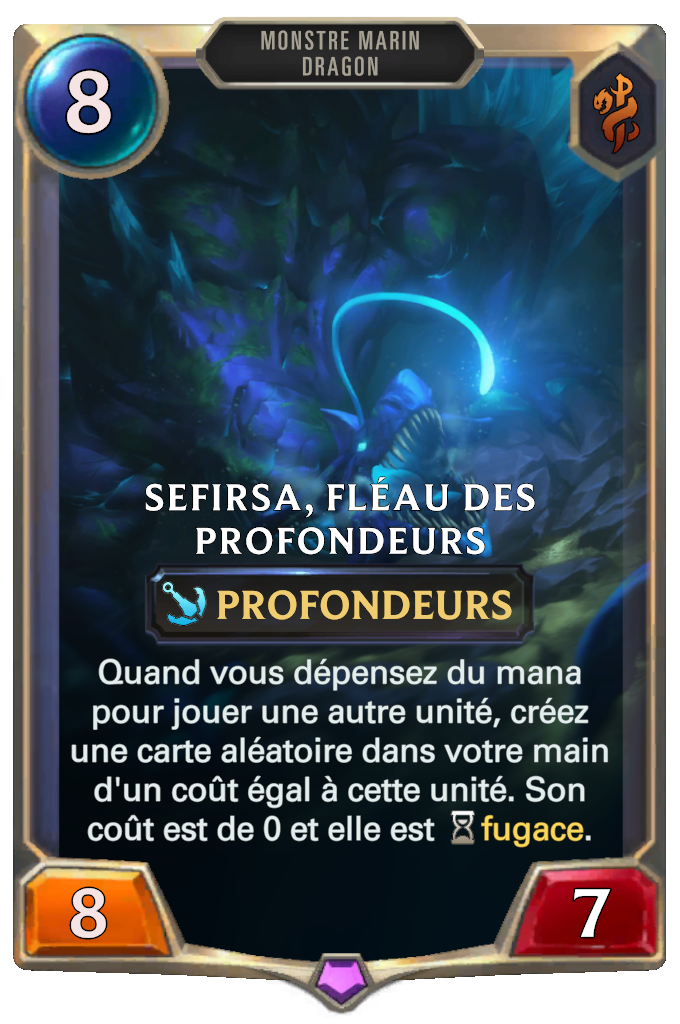 MONSTRE MARIN
DRAGON
8
SEFIRSA, FLÉAU DES
PROFONDEURS
PROFONDEURS
Quand vous dépensez du mana
pour jouer une autre unité, créez
une carte aléatoire dans votre main
d'un coût égal à cette unité. Son
coût est de 0 et elle est fugace.
8
7